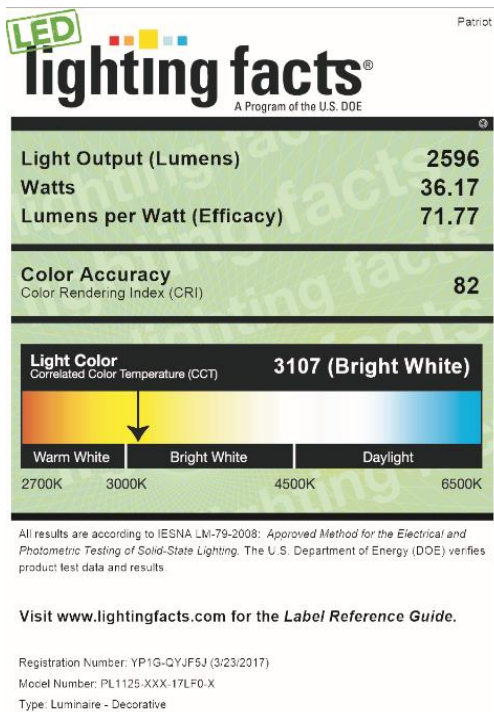 Patriot
LED
lighting facts®
A Program of the U.S. DOE
Light Output (Lumens) 2596
Watts 36.17
Lumens per Watt (Efficacy) 71.77
Color Accuracy
Color Rendering Index (CRI) 82
Light Color
Correlated Color Temperature (CCT) 3107 (Bright White)
Warm White Bright White Daylight
2700K 3000K 4500K 6500K
All results are according to IESNA LM-79-2008: Approved Method for the Electrical and
Photometric Testing of Solid-State Lighting. The U.S. Department of Energy (DOE) verifies
product test data and results.
Visit www.lightingfacts.com for the Label Reference Guide.
Registration Number: YP1G-QYJF5J (3/23/2017)
Model Number: PL1125-XXX-17LF0-X
Type: Luminaire - Decorative